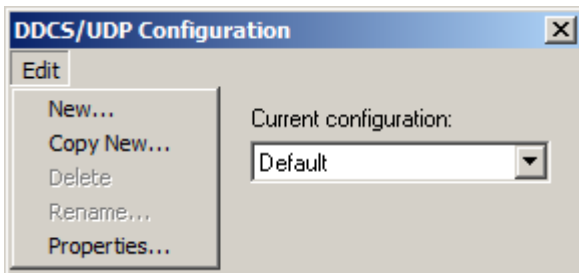 DDCS/UDP Configuration
Edit
New...
Copy New...
Delete
Rename...
Properties...
Current configuration:
Default